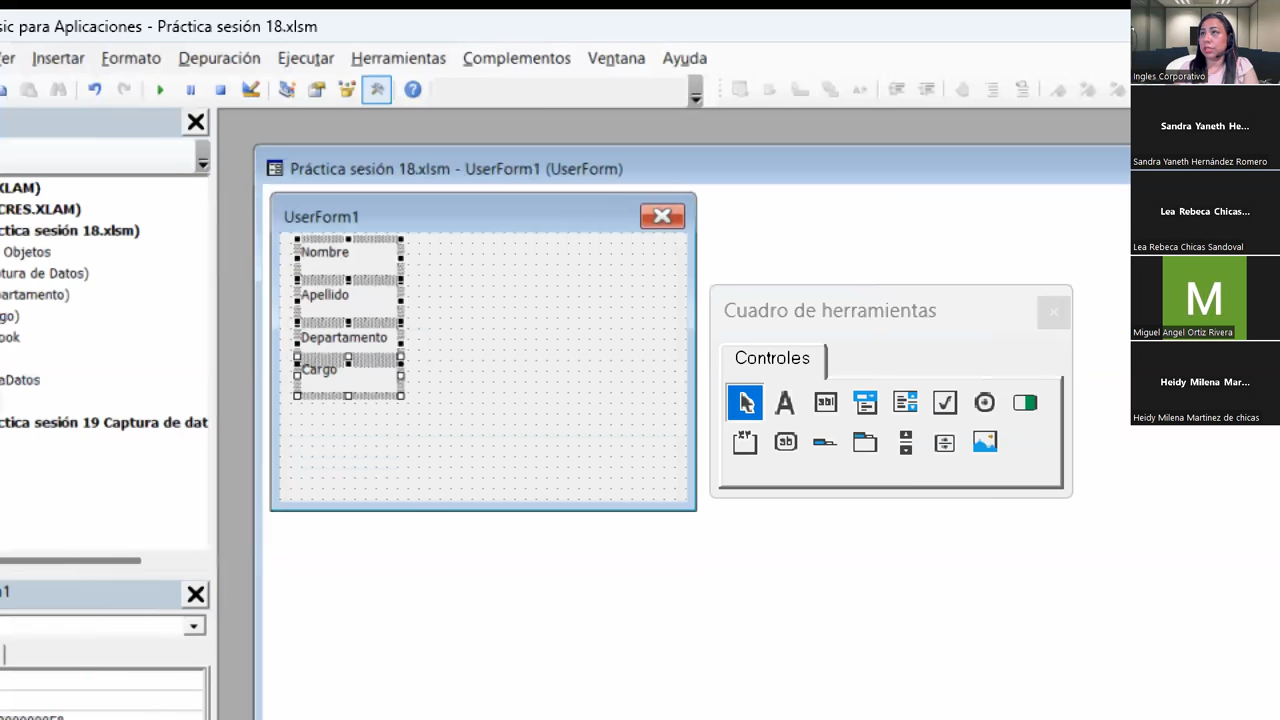 sic para Aplicaciones - Práctica sesión 18.xlsm
er Insertar Formato Depuración Ejecutar Herramientas Complementos Ventana Ayuda
XLAM)
CRES.XLAM)
ctica sesión 18.xlsm)
Objetos
tura de Datos)
artamento)
go)
ook
aDatos
ctica sesión 19 Captura de dat
Práctica sesión 18.xlsm - UserForm1 (UserForm)
UserForm1
Nombre
Apellido
Departamento
Cargo
Cuadro de herramientas
Controles
Ingles Corporativo
Sandra Yaneth He...
Sandra Yaneth Hernández Romero
Lea Rebeca Chicas...
Lea Rebeca Chicas Sandoval
M
Miguel Angel Ortiz Rivera
Heidy Milena Mar...
Heidy Milena Martinez de chicas